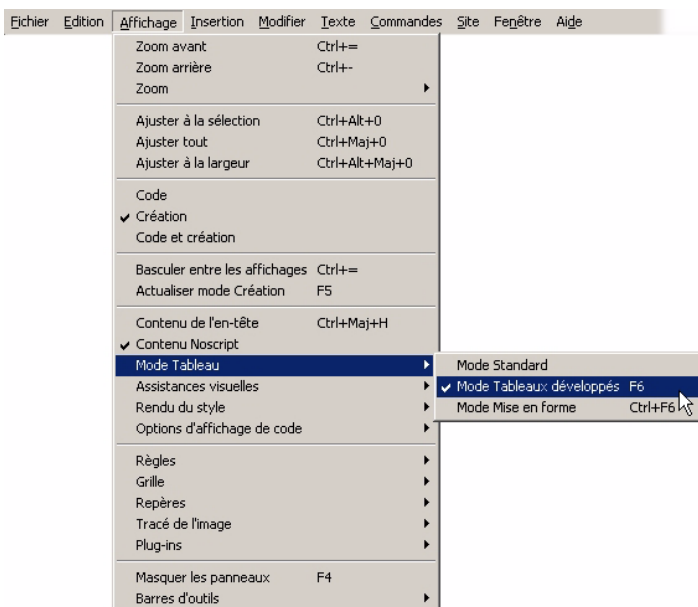 Fichier Edition Affichage Insertion Modifier Texte Commandes Site Fenêtre Aide
Zoom avant Ctrl+=
Zoom arrière Ctrl+-
Zoom
Ajuster à la sélection Ctrl+Alt+0
Ajuster tout Ctrl+Maj+0
Ajuster à la largeur Ctrl+Alt+Maj+0
Code
Création
Code et création
Basculer entre les affichages Ctrl+=
Actualiser mode Création F5
Contenu de l'en-tête Ctrl+Maj+H
Contenu Noscript
Mode Tableau
Mode Standard
Assistances visuelles
Mode Tableaux développés F6
Rendu du style
Mode Mise en forme Ctrl+F6
Options d'affichage de code
Règles
Grille
Repères
Tracé de l'image
Plug-ins
Masquer les panneaux F4
Barres d'outils